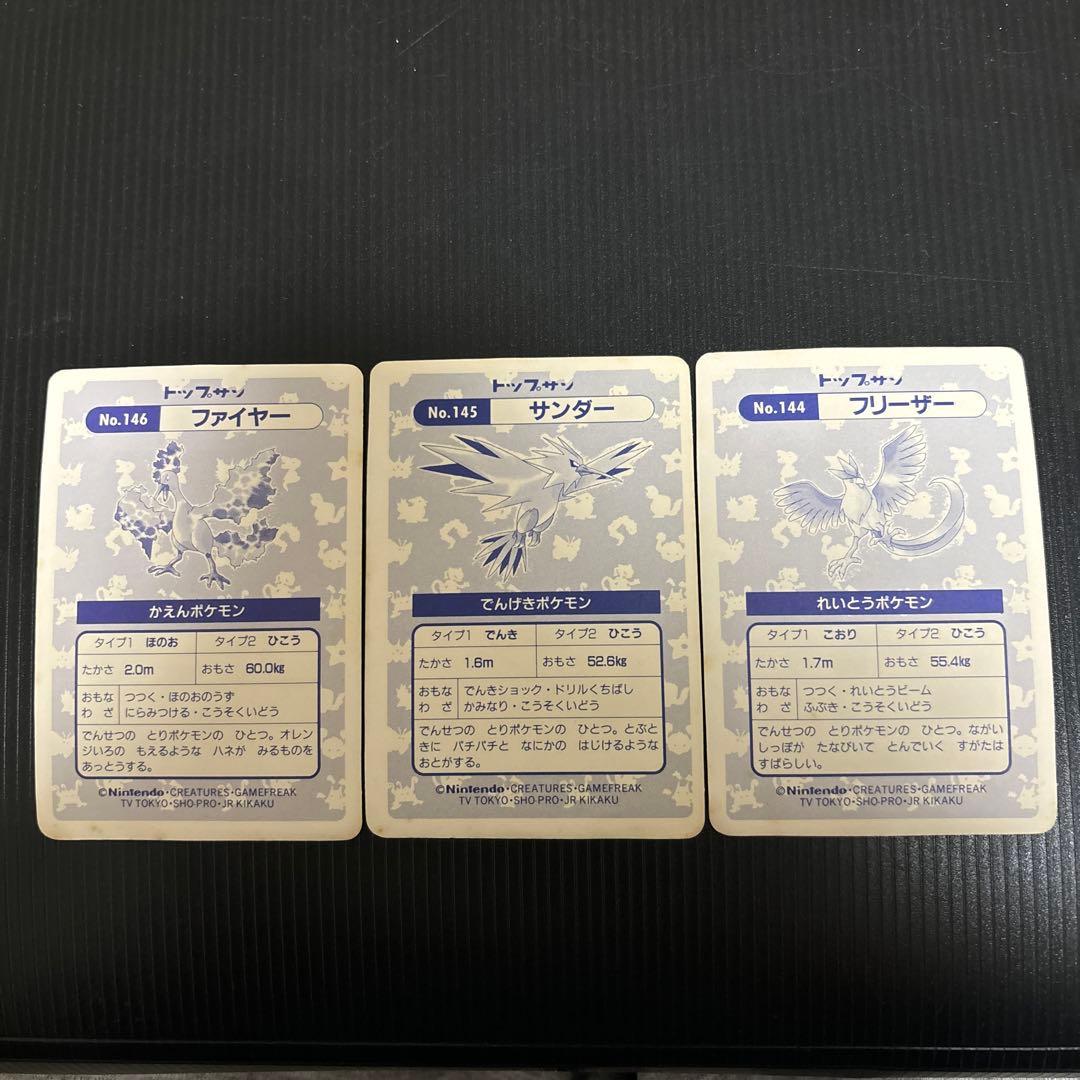 トップサン
No.146 ファイヤー
かえんポケモン
タイプ1 ほのお タイプ2 ひこう
たかさ 2.0m おもさ 60.0kg
おもな つつく・ほのおのうず
わざ にらみつける・こうそくいどう
でんせつの とりポケモンの ひとつ。オレン
ジいろの もえるような ハネが みるものを
あっとうする。
©Nintendo・CREATURES・GAMEFREAK
TV TOKYO・SHO-PRO・JR KIKAKU
トップサン
No.145 サンダー
でんげきポケモン
タイプ1 でんき タイプ2 ひこう
たかさ 1.6m おもさ 52.6kg
おもな でんきショック・ドリルくちばし
わざ かみなり・こうそくいどう
でんせつの とりポケモンの ひとつ。とぶと
きに パチパチと なにかの はじけるような
おとがする。
©Nintendo・CREATURES・GAMEFREAK
TV TOKYO・SHO-PRO・JR KIKAKU
トップサン
No.144 フリーザー
れいとうポケモン
タイプ1 こおり タイプ2 ひこう
たかさ 1.7m おもさ 55.4kg
おもな つつく・れいとうビーム
わざ ふぶき・こうそくいどう
でんせつの とりポケモンの ひとつ。ながい
しっぽが たなびいて とんでいく すがたは
すばらしい。
©Nintendo・CREATURES・GAMEFREAK
TV TOKYO・SHO-PRO・JR KIKAKU